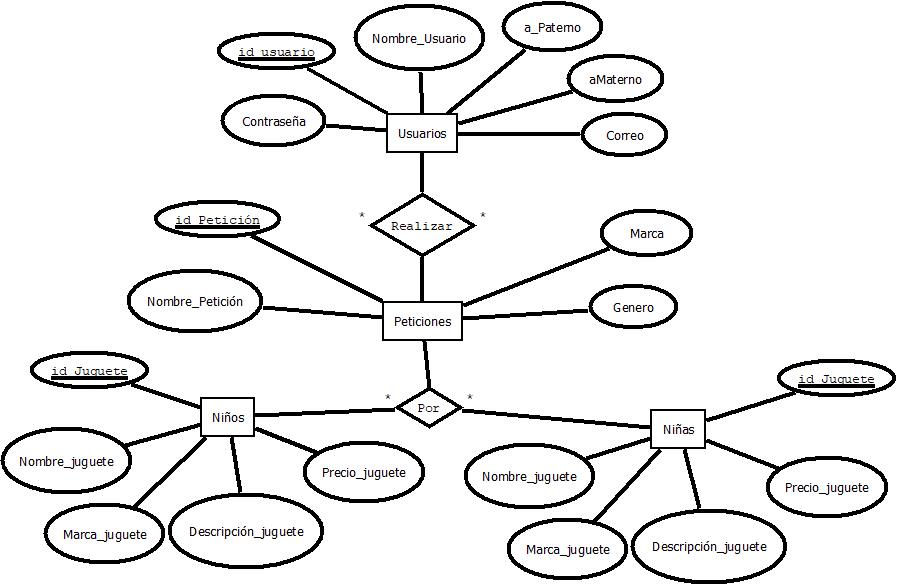 Nombre_Usuario
a_Paterno
id_usuario
aMaterno
Contraseña
Usuarios
Correo
id_Petición
* Realizar *
Marca
Nombre_Petición
Peticiones
Genero
id_Juguete
id_Juguete
* Por *
Niños
Niñas
Nombre_juguete
Precio_juguete
Nombre_juguete
Precio_juguete
Marca_juguete
Descripción_juguete
Marca_juguete
Descripción_juguete